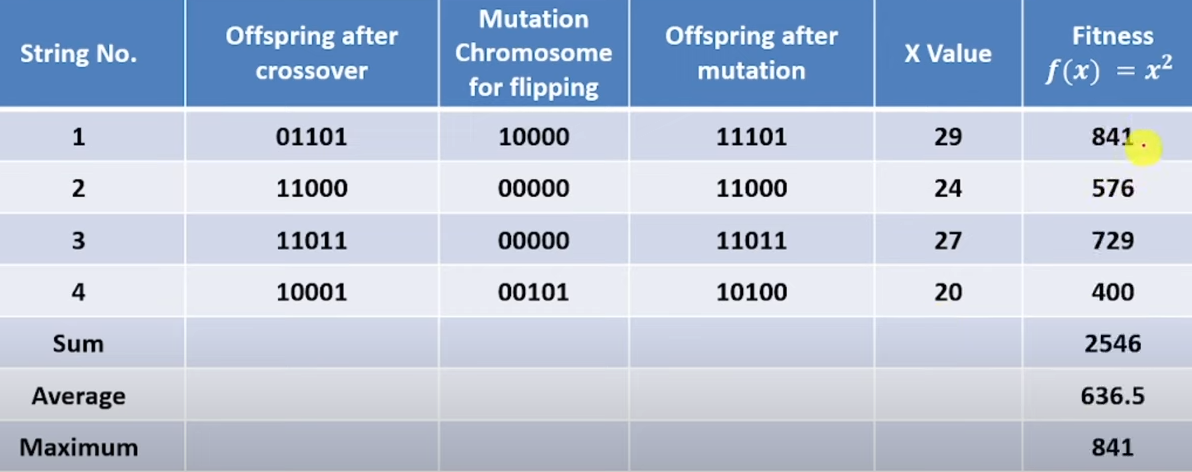 String No. | Offspring after crossover | Mutation Chromosome for flipping | Offspring after mutation | X Value | Fitness f(x) = x²
1 | 01101 | 10000 | 11101 | 29 | 841
2 | 11000 | 00000 | 11000 | 24 | 576
3 | 11011 | 00000 | 11011 | 27 | 729
4 | 10001 | 00101 | 10100 | 20 | 400
Sum | 2546
Average | 636.5
Maximum | 841